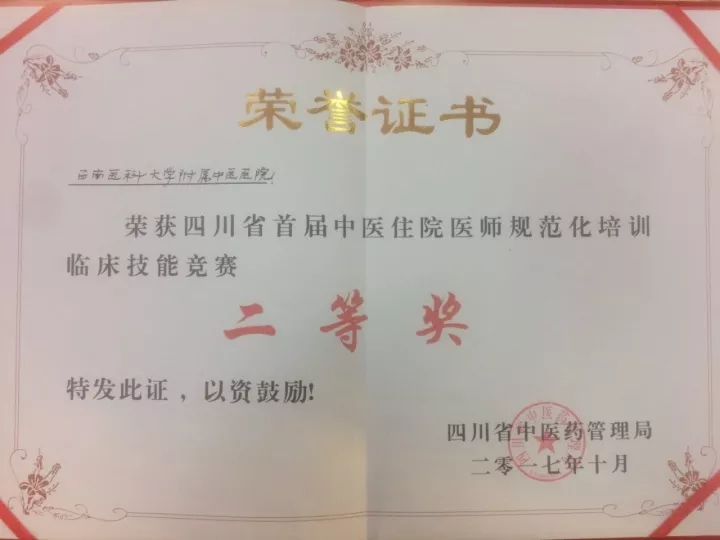 荣誉证书
西南医科大学附属中医医院
荣获四川省首届中医住院医师规范化培训
临床技能竞赛
二等奖
特发此证，以资鼓励!
四川省中医药管理局
二零一七年十月